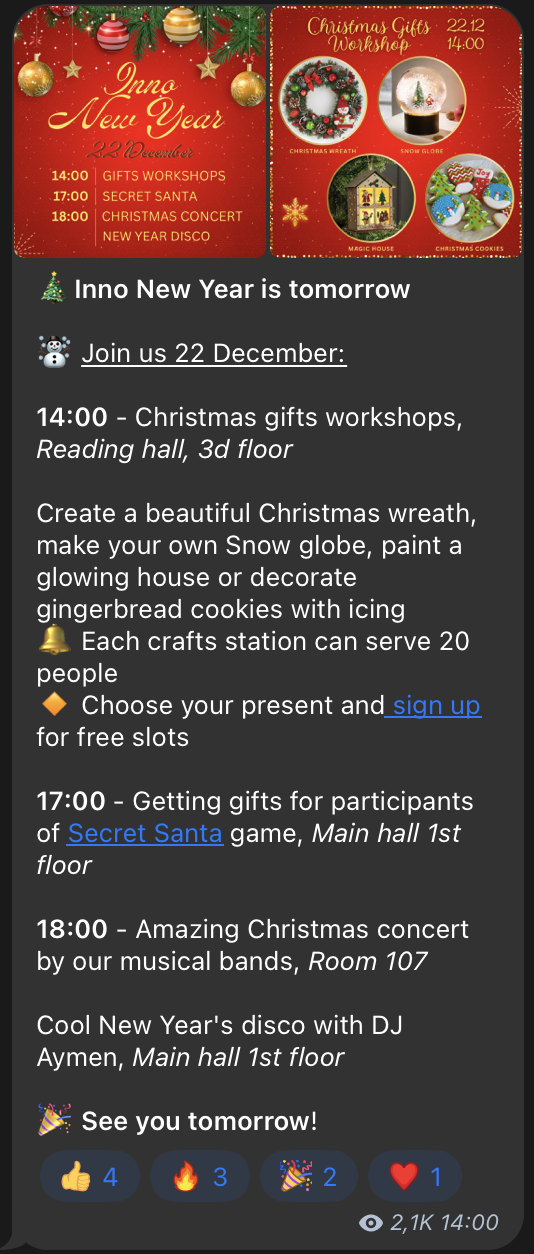 Inno
New Year
22 December
14:00 GIFTS WORKSHOPS
17:00 SECRET SANTA
18:00 CHRISTMAS CONCERT
NEW YEAR DISCO
Christmas Gifts
Workshop
22.12
14:00
CHRISTMAS WREATH
SNOW GLOBE
Joy
MAGIC HOUSE
CHRISTMAS COOKIES
🎄 Inno New Year is tomorrow
☃️ Join us 22 December:
14:00 - Christmas gifts workshops,
Reading hall, 3d floor
Create a beautiful Christmas wreath,
make your own Snow globe, paint a
glowing house or decorate
gingerbread cookies with icing
🔔 Each crafts station can serve 20
people
🔸 Choose your present and sign up
for free slots
17:00 - Getting gifts for participants
of Secret Santa game, Main hall 1st
floor
18:00 - Amazing Christmas concert
by our musical bands, Room 107
Cool New Year's disco with DJ
Aymen, Main hall 1st floor
🎉 See you tomorrow!
👍 4 🔥 3 🎉 2 ❤️ 1
2,1K 14:00